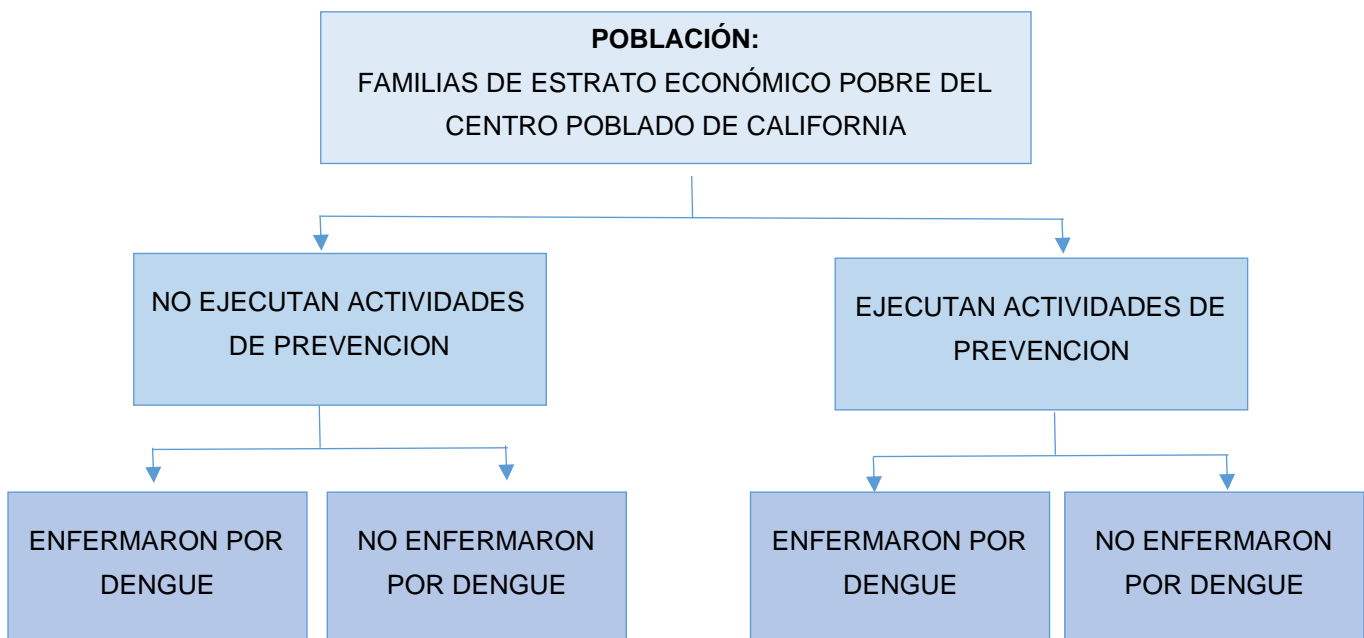 POBLACIÓN:
FAMILIAS DE ESTRATO ECONÓMICO POBRE DEL
CENTRO POBLADO DE CALIFORNIA
NO EJECUTAN ACTIVIDADES
DE PREVENCION
EJECUTAN ACTIVIDADES DE
PREVENCION
ENFERMARON POR
DENGUE
NO ENFERMARON
POR DENGUE
ENFERMARON POR
DENGUE
NO ENFERMARON
POR DENGUE